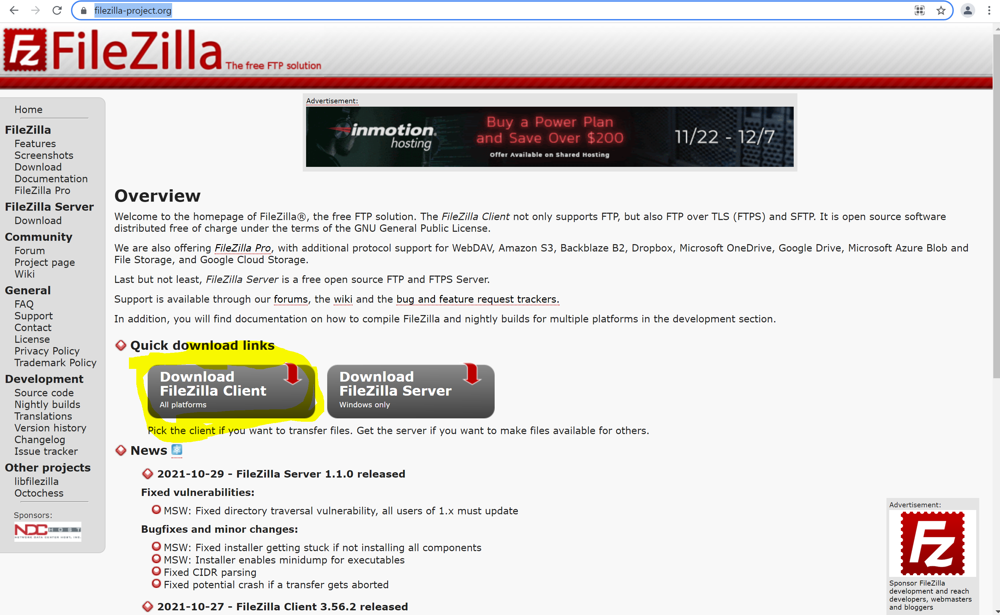 filezilla-project.org
Fz FileZilla The free FTP solution
Home
FileZilla
Features
Screenshots
Download
Documentation
FileZilla Pro
FileZilla Server
Download
Community
Forum
Project page
Wiki
General
FAQ
Support
Contact
License
Privacy Policy
Trademark Policy
Development
Source code
Nightly builds
Translations
Version history
Changelog
Issue tracker
Other projects
libfilezilla
Octochess
Sponsors:
NDC HOST
NETWORK DATA CENTER HOST, INC.
Advertisement:
inmotion hosting
Buy a Power Plan
and Save Over $200
Offer Available on Shared Hosting
11/22 - 12/7
Overview
Welcome to the homepage of FileZilla®, the free FTP solution. The FileZilla Client not only supports FTP, but also FTP over TLS (FTPS) and SFTP. It is open source software
distributed free of charge under the terms of the GNU General Public License.
We are also offering FileZilla Pro, with additional protocol support for WebDAV, Amazon S3, Backblaze B2, Dropbox, Microsoft OneDrive, Google Drive, Microsoft Azure Blob and
File Storage, and Google Cloud Storage.
Last but not least, FileZilla Server is a free open source FTP and FTPS Server.
Support is available through our forums, the wiki and the bug and feature request trackers.
In addition, you will find documentation on how to compile FileZilla and nightly builds for multiple platforms in the development section.
Quick download links
Download
FileZilla Client
All platforms
Download
FileZilla Server
Windows only
Pick the client if you want to transfer files. Get the server if you want to make files available for others.
News
2021-10-29 - FileZilla Server 1.1.0 released
Fixed vulnerabilities:
MSW: Fixed directory traversal vulnerability, all users of 1.x must update
Bugfixes and minor changes:
MSW: Fixed installer getting stuck if not installing all components
MSW: Installer enables minidump for executables
Fixed CIDR parsing
Fixed potential crash if a transfer gets aborted
2021-10-27 - FileZilla Client 3.56.2 released
Advertisement:
Fz
Sponsor FileZilla
development and reach
developers, webmasters
and bloggers